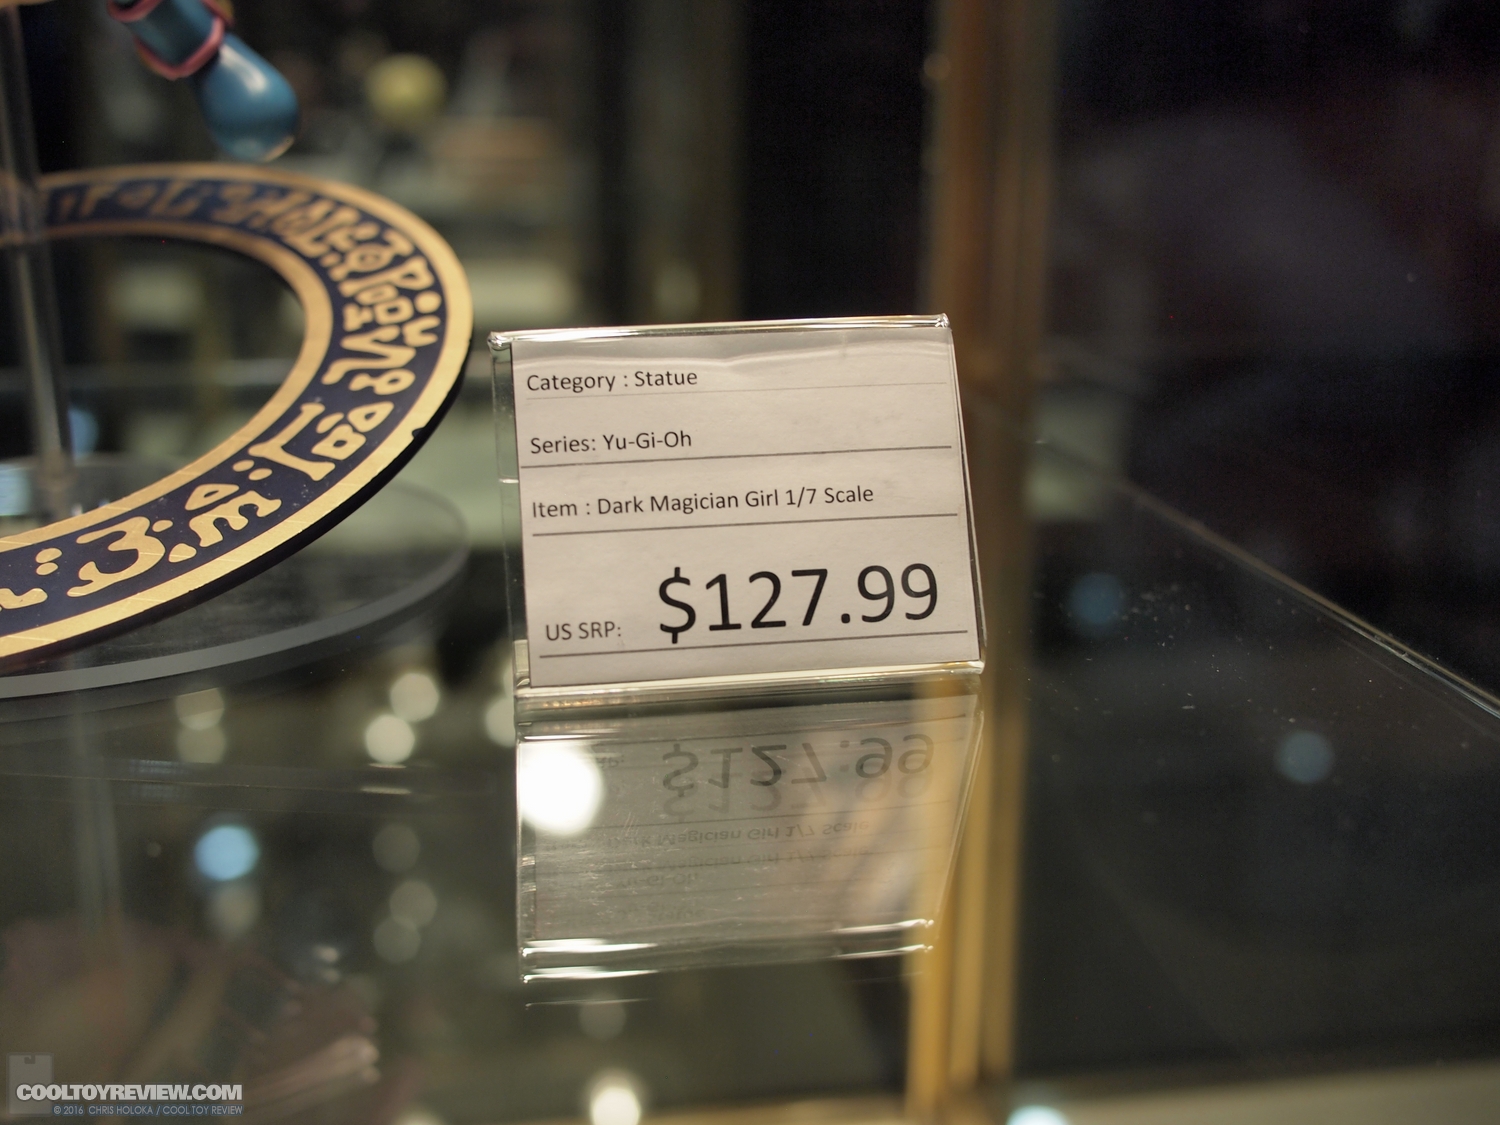 Category : Statue
Series: Yu-Gi-Oh
Item : Dark Magician Girl 1/7 Scale
US SRP: $127.99
COOLTOYREVIEW.COM
© 2016 CHRIS HOLOKA / COOL TOY REVIEW